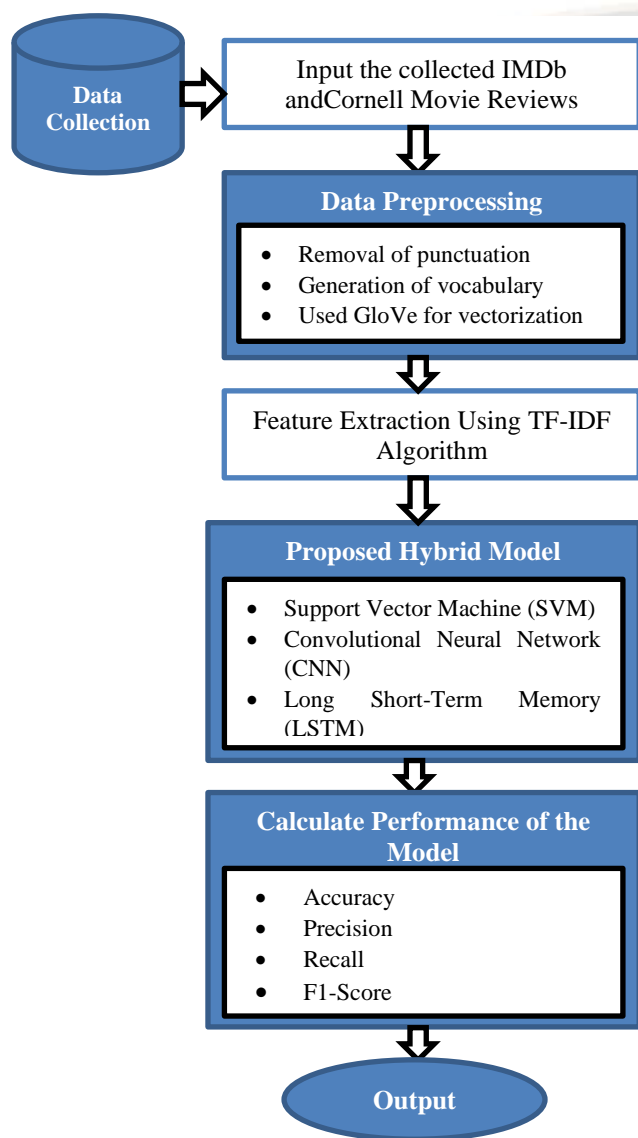 Data
Collection
Input the collected IMDb
andCornell Movie Reviews
Data Preprocessing
• Removal of punctuation
• Generation of vocabulary
• Used GloVe for vectorization
Feature Extraction Using TF-IDF
Algorithm
Proposed Hybrid Model
• Support Vector Machine (SVM)
• Convolutional Neural Network
(CNN)
• Long Short-Term Memory
(LSTM)
Calculate Performance of the
Model
• Accuracy
• Precision
• Recall
• F1-Score
Output